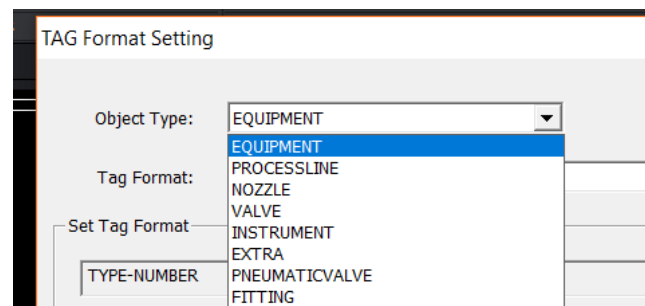 TAG Format Setting
Object Type: EQUIPMENT
EQUIPMENT
PROCESSLINE
Tag Format:
NOZZLE
VALVE
Set Tag Format
INSTRUMENT
EXTRA
TYPE-NUMBER
PNEUMATICVALVE
FITTING